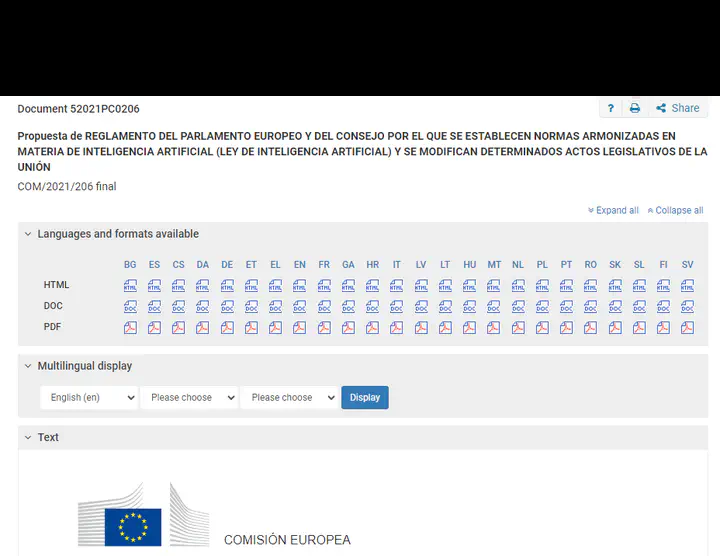 Document 52021PC0206
? Share
Propuesta de REGLAMENTO DEL PARLAMENTO EUROPEO Y DEL CONSEJO POR EL QUE SE ESTABLECEN NORMAS ARMONIZADAS EN
MATERIA DE INTELIGENCIA ARTIFICIAL (LEY DE INTELIGENCIA ARTIFICIAL) Y SE MODIFICAN DETERMINADOS ACTOS LEGISLATIVOS DE LA
UNIÓN
COM/2021/206 final
Expand all Collapse all
Languages and formats available
BG ES CS DA DE ET EL EN FR GA HR IT LV LT HU MT NL PL PT RO SK SL FI SV
HTML HTML HTML HTML HTML HTML HTML HTML HTML HTML HTML HTML HTML HTML HTML HTML HTML HTML HTML HTML HTML HTML HTML HTML HTML
DOC DOC DOC DOC DOC DOC DOC DOC DOC DOC DOC DOC DOC DOC DOC DOC DOC DOC DOC DOC DOC DOC DOC DOC DOC
PDF
Multilingual display
English (en) Please choose Please choose Display
Text
COMISIÓN EUROPEA